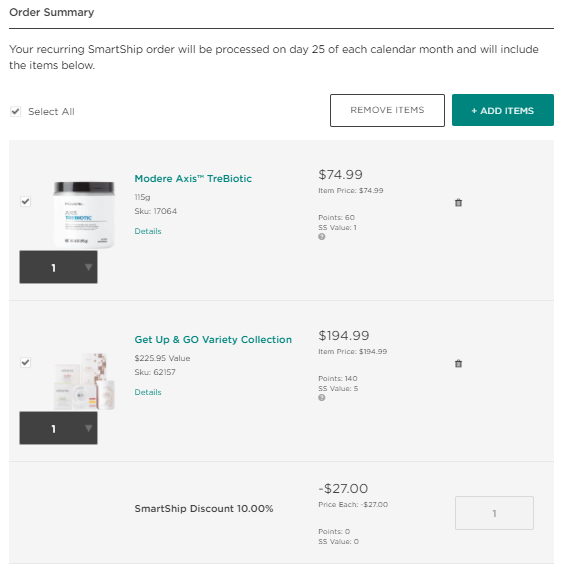 Order Summary
Your recurring SmartShip order will be processed on day 25 of each calendar month and will include
the items below.
Select All
REMOVE ITEMS
+ ADD ITEMS
Modere Axis™ TreBiotic
115g
Sku: 17064
Details
$74.99
Item Price: $74.99
Points: 60
SS Value: 1
?
AXIS
TREBIOTIC
1
Get Up & GO Variety Collection
$225.95 Value
Sku: 62157
Details
$194.99
Item Price: $194.99
Points: 140
SS Value: 5
?
1
SmartShip Discount 10.00%
-$27.00
Price Each: -$27.00
Points: 0
SS Value: 0
1